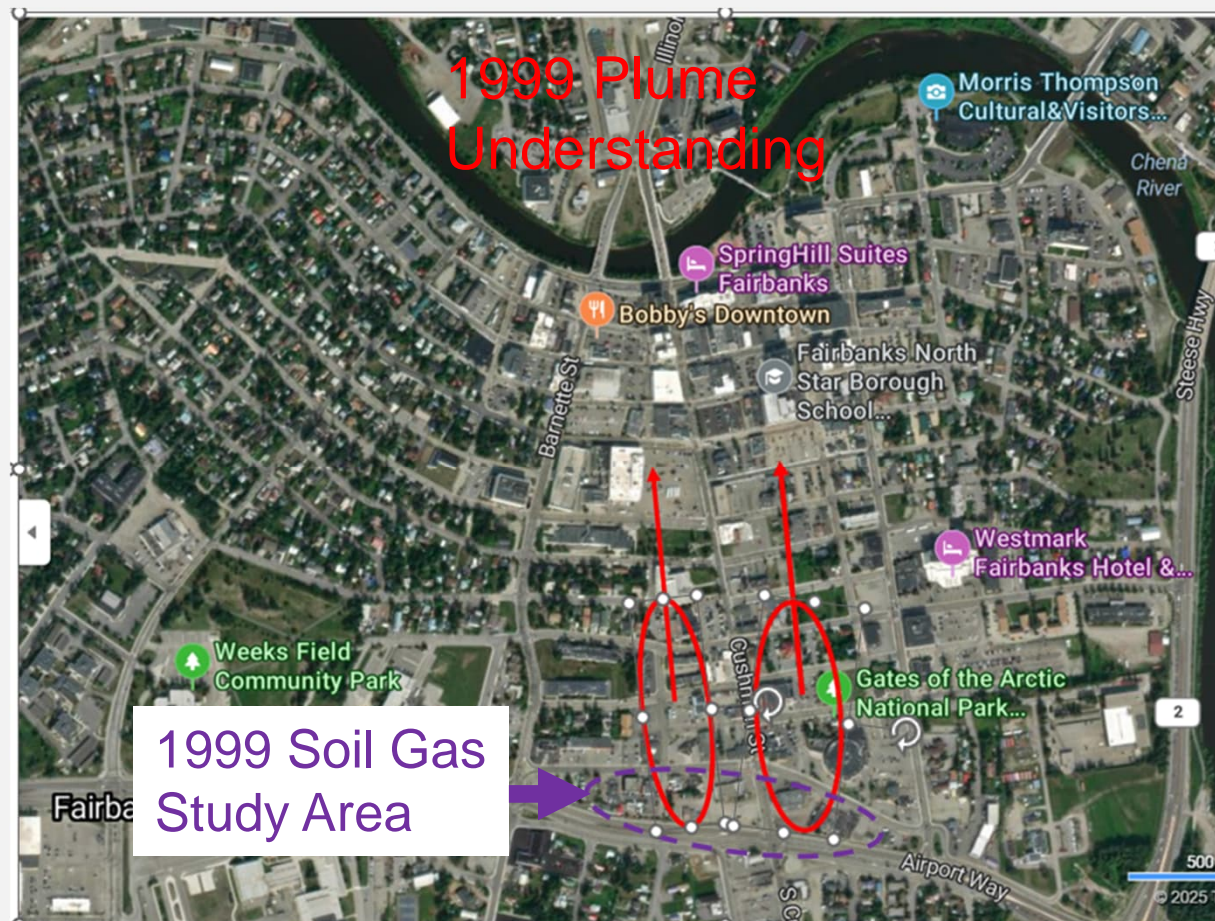 Illinoi
1999 Plume
Understanding
Morris Thompson
Cultural&Visitors...
Chena
River
SpringHill Suites
Fairbanks
Bobby's Downtown
Fairbanks North
Star Borough
School...
Steese Hwy
Barnette St
Westmark
Fairbanks Hotel &...
Weeks Field
Community Park
Cushman St
Gates of the Arctic
National Park...
2
1999 Soil Gas
Study Area
Fairba
Airport Way
S C
500
© 2025 T